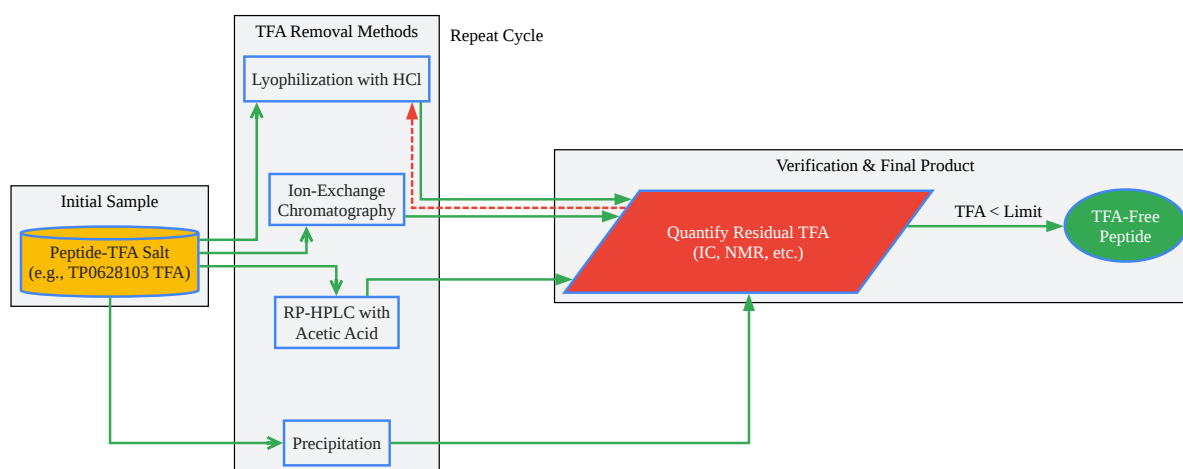 TFA Removal Methods
Repeat Cycle
Lyophilization with HCl
Verification & Final Product
Initial Sample
Ion-Exchange
Chromatography
Peptide-TFA Salt
(e.g., TP0628103 TFA)
Quantify Residual TFA
(IC, NMR, etc.)
TFA < Limit
TFA-Free
Peptide
RP-HPLC with
Acetic Acid
Precipitation